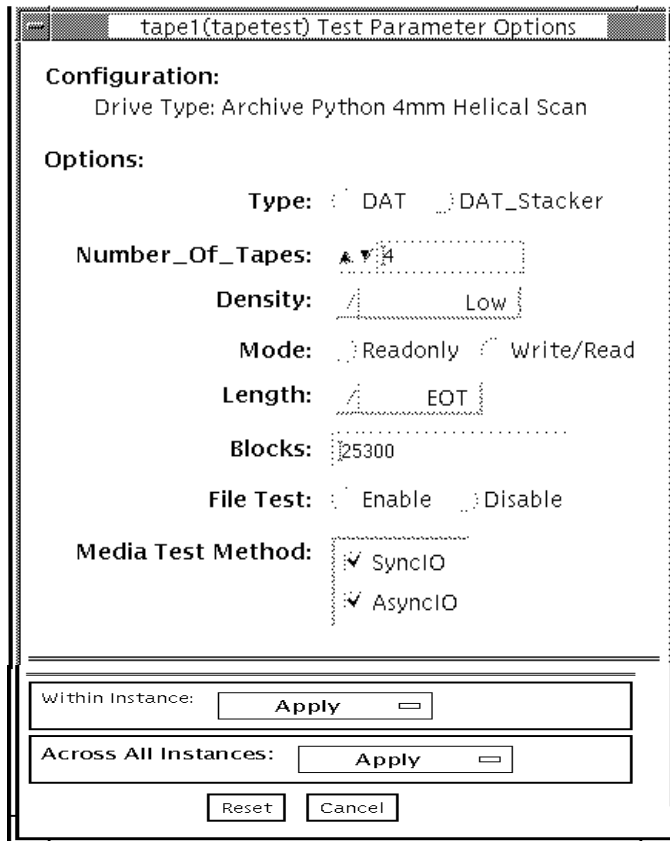 tape1(tapetest) Test Parameter Options
Configuration:
Drive Type: Archive Python 4mm Helical Scan
Options:
Type: DAT DAT_Stacker
Number_Of_Tapes: 4
Density: Low
Mode: Readonly Write/Read
Length: EOT
Blocks: 25300
File Test: Enable Disable
Media Test Method: SyncIO
AsyncIO
Within Instance: Apply
Across All Instances: Apply
Reset Cancel